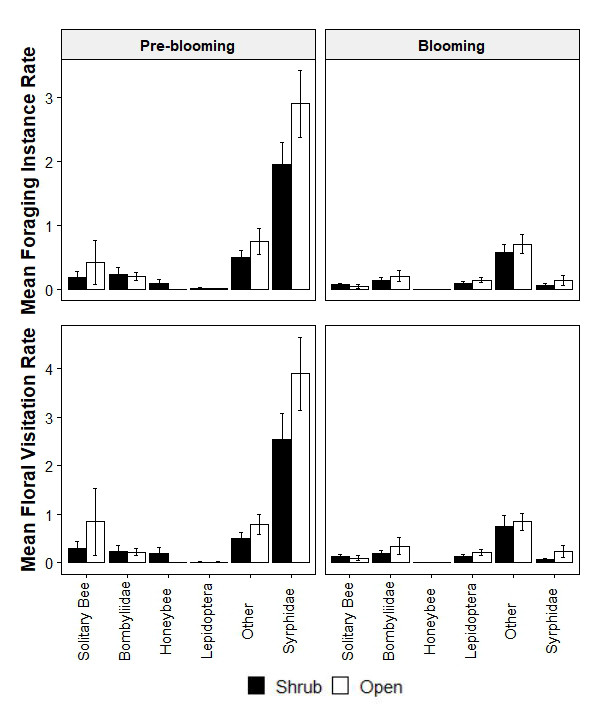 Pre-blooming
Blooming
Mean Foraging Instance Rate
3
2
1
0
Mean Floral Visitation Rate
4
3
2
1
0
Solitary Bee
Bombyliidae
Honeybee
Lepidoptera
Other
Syrphidae
Solitary Bee
Bombyliidae
Honeybee
Lepidoptera
Other
Syrphidae
Shrub
Open